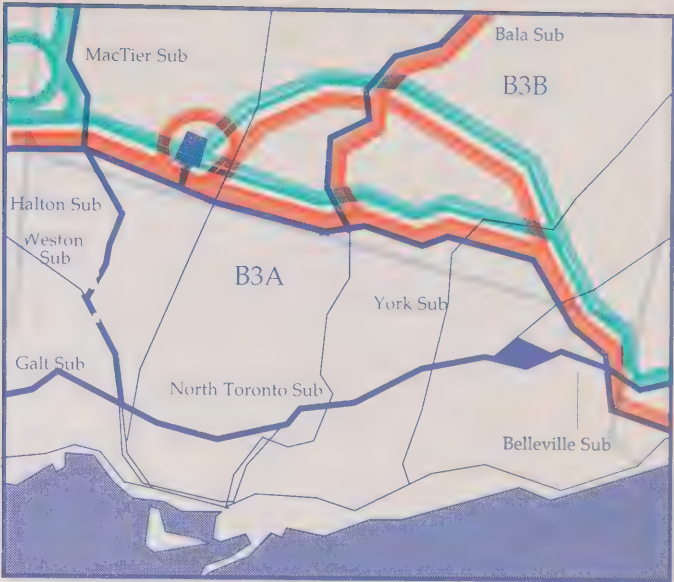 Bala Sub
MacTier Sub
B3B
Halton Sub
Weston
Sub
B3A
York Sub
Galt Sub
North Toronto Sub
Belleville Sub